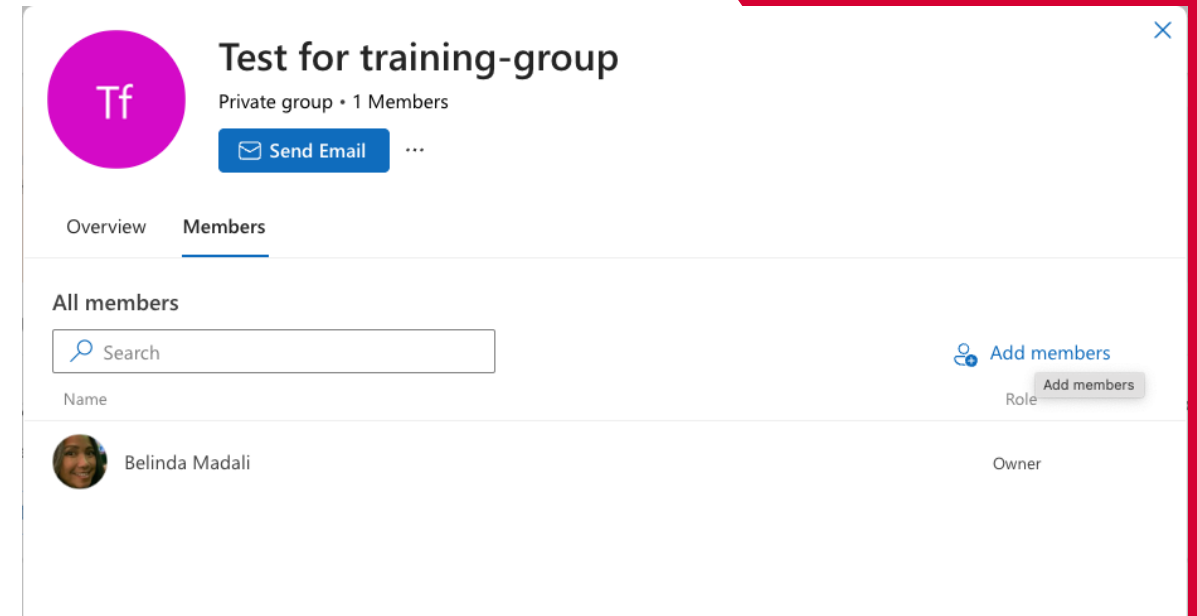 Tf
Test for training-group
Private group • 1 Members
Send Email
Overview Members
All members
Search
Add members
Add members
Name Role
Belinda Madali Owner